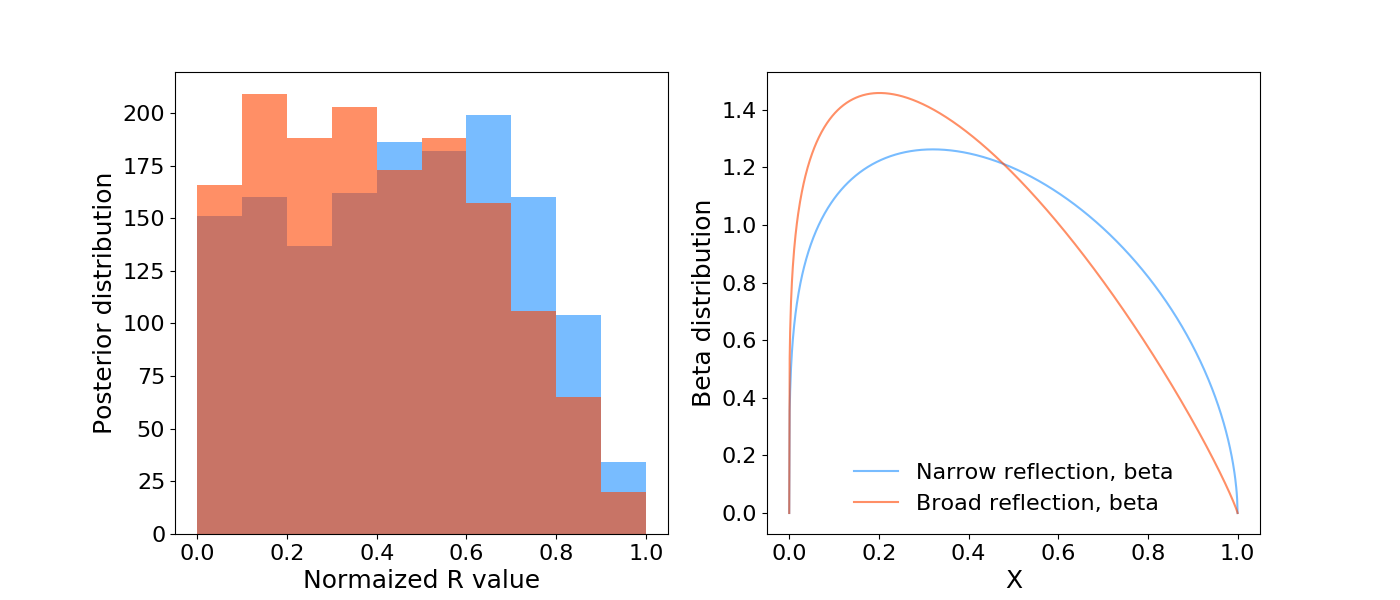 Posterior distribution
200
175
150
125
100
75
50
25
0
0.0 0.2 0.4 0.6 0.8 1.0
Normaized R value
Beta distribution
1.4
1.2
1.0
0.8
0.6
0.4
0.2
0.0
Narrow reflection, beta
Broad reflection, beta
0.0 0.2 0.4 0.6 0.8 1.0
X